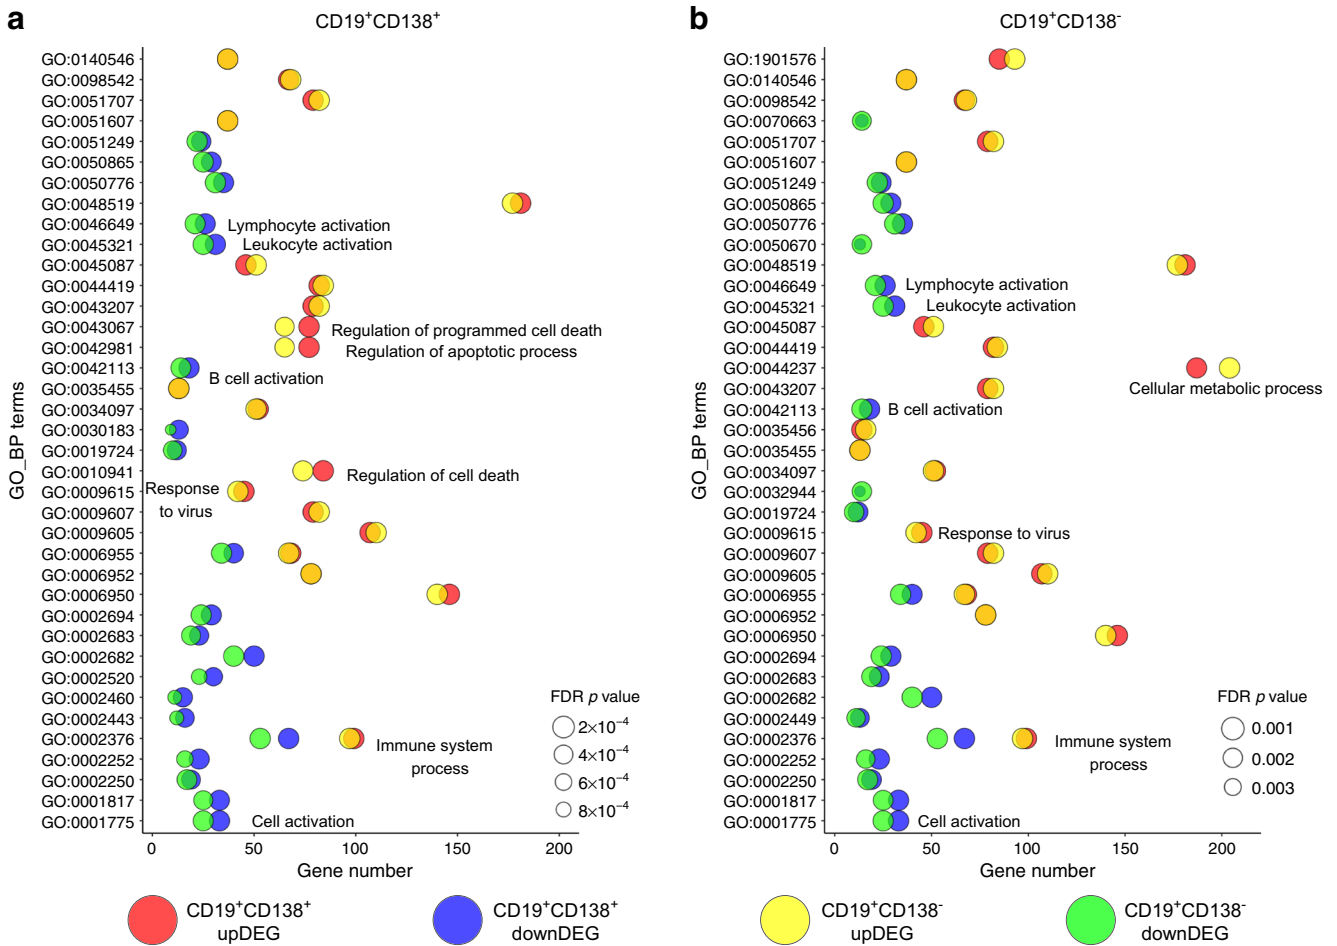 a
CD19+CD138+
GO_BP terms
GO:0140546
GO:0098542
GO:0051707
GO:0051607
GO:0051249
GO:0050865
GO:0050776
GO:0048519
GO:0046649
Lymphocyte activation
GO:0045321
Leukocyte activation
GO:0045087
GO:0044419
GO:0043207
GO:0043067
Regulation of programmed cell death
GO:0042981
Regulation of apoptotic process
GO:0042113
B cell activation
GO:0035455
GO:0034097
GO:0030183
GO:0019724
GO:0010941
Regulation of cell death
GO:0009615
Response
to virus
GO:0009607
GO:0009605
GO:0006955
GO:0006952
GO:0006950
GO:0002694
GO:0002683
GO:0002682
GO:0002520
GO:0002460
GO:0002443
GO:0002376
Immune system
process
GO:0002252
GO:0002250
GO:0001817
GO:0001775
Cell activation
FDR p value
2×10⁻⁴
4×10⁻⁴
6×10⁻⁴
8×10⁻⁴
0 50 100 150 200
Gene number
b
CD19+CD138-
GO_BP terms
GO:1901576
GO:0140546
GO:0098542
GO:0070663
GO:0051707
GO:0051607
GO:0051249
GO:0050865
GO:0050776
GO:0050670
GO:0048519
GO:0046649
Lymphocyte activation
GO:0045321
Leukocyte activation
GO:0045087
GO:0044419
GO:0044237
Cellular metabolic process
GO:0043207
GO:0042113
B cell activation
GO:0035456
GO:0035455
GO:0034097
GO:0032944
GO:0019724
GO:0009615
Response to virus
GO:0009607
GO:0009605
GO:0006955
GO:0006952
GO:0006950
GO:0002694
GO:0002683
GO:0002682
GO:0002449
GO:0002376
Immune system
process
GO:0002252
GO:0002250
GO:0001817
GO:0001775
Cell activation
FDR p value
0.001
0.002
0.003
0 50 100 150 200
Gene number
CD19+CD138+
upDEG
CD19+CD138+
downDEG
CD19+CD138-
upDEG
CD19+CD138-
downDEG